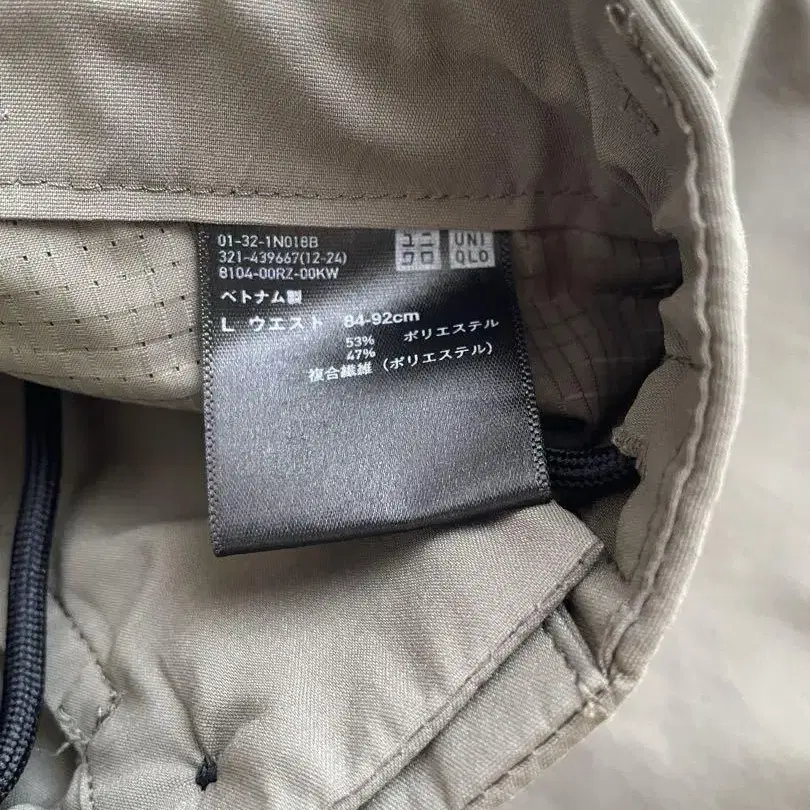 01-32-1N018B
321-439667(12-24)
8104-00RZ-00KW
ユニ
クロ
UNI
QLO
ベトナム製
L ウエスト 84-92cm
53% ポリエステル
47%
複合繊維(ポリエステル)